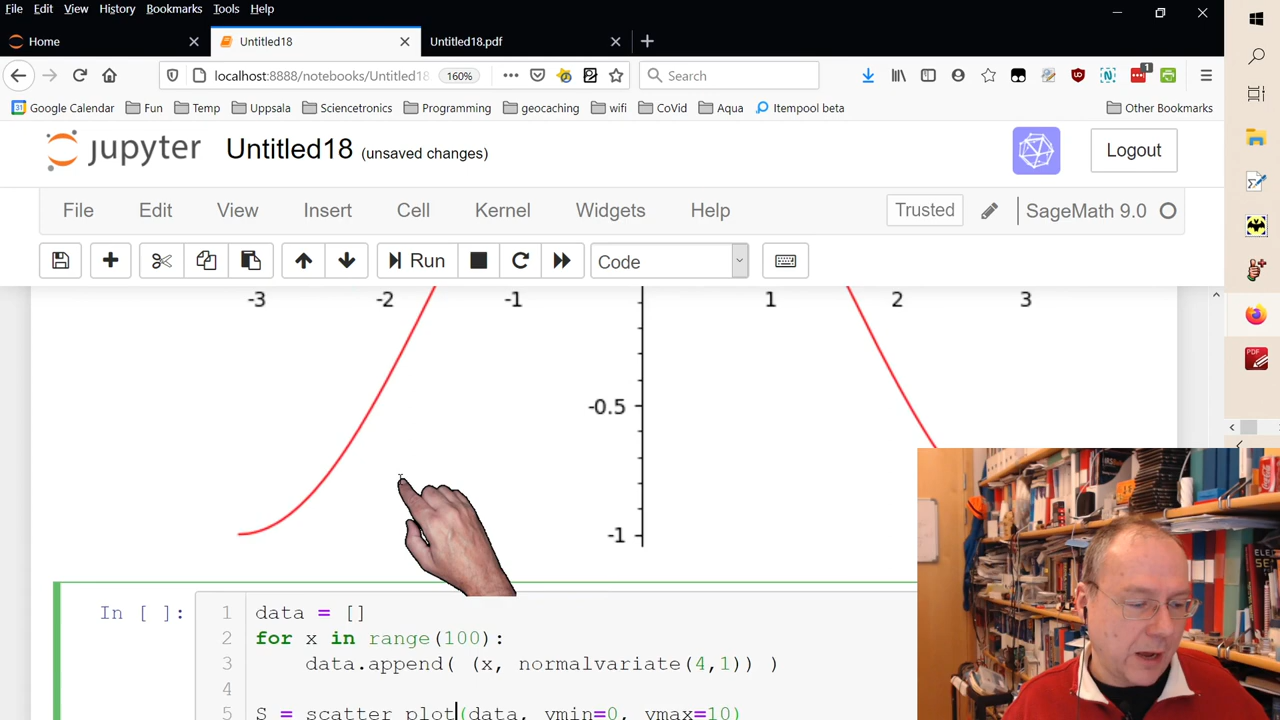 File Edit View History Bookmarks Tools Help
Home Untitled18 Untitled18.pdf
localhost:8888/notebooks/Untitled18 160% Search 1
31 Google Calendar Fun Temp Uppsala Sciencetronics Programming geocaching wifi CoVid Aqua Itempool beta Other Bookmarks
jupyter Untitled18 (unsaved changes) Logout
File Edit View Insert Cell Kernel Widgets Help Trusted SageMath 9.0
Run Code
PDF
-3 -2 -1 1 2 3
-0.5
-1
In [ ]: 1 data = []
2 for x in range(100):
3 data.append( (x, normalvariate(4,1)) )
4
5 S = scatter_plot(data, ymin=0, ymax=10)